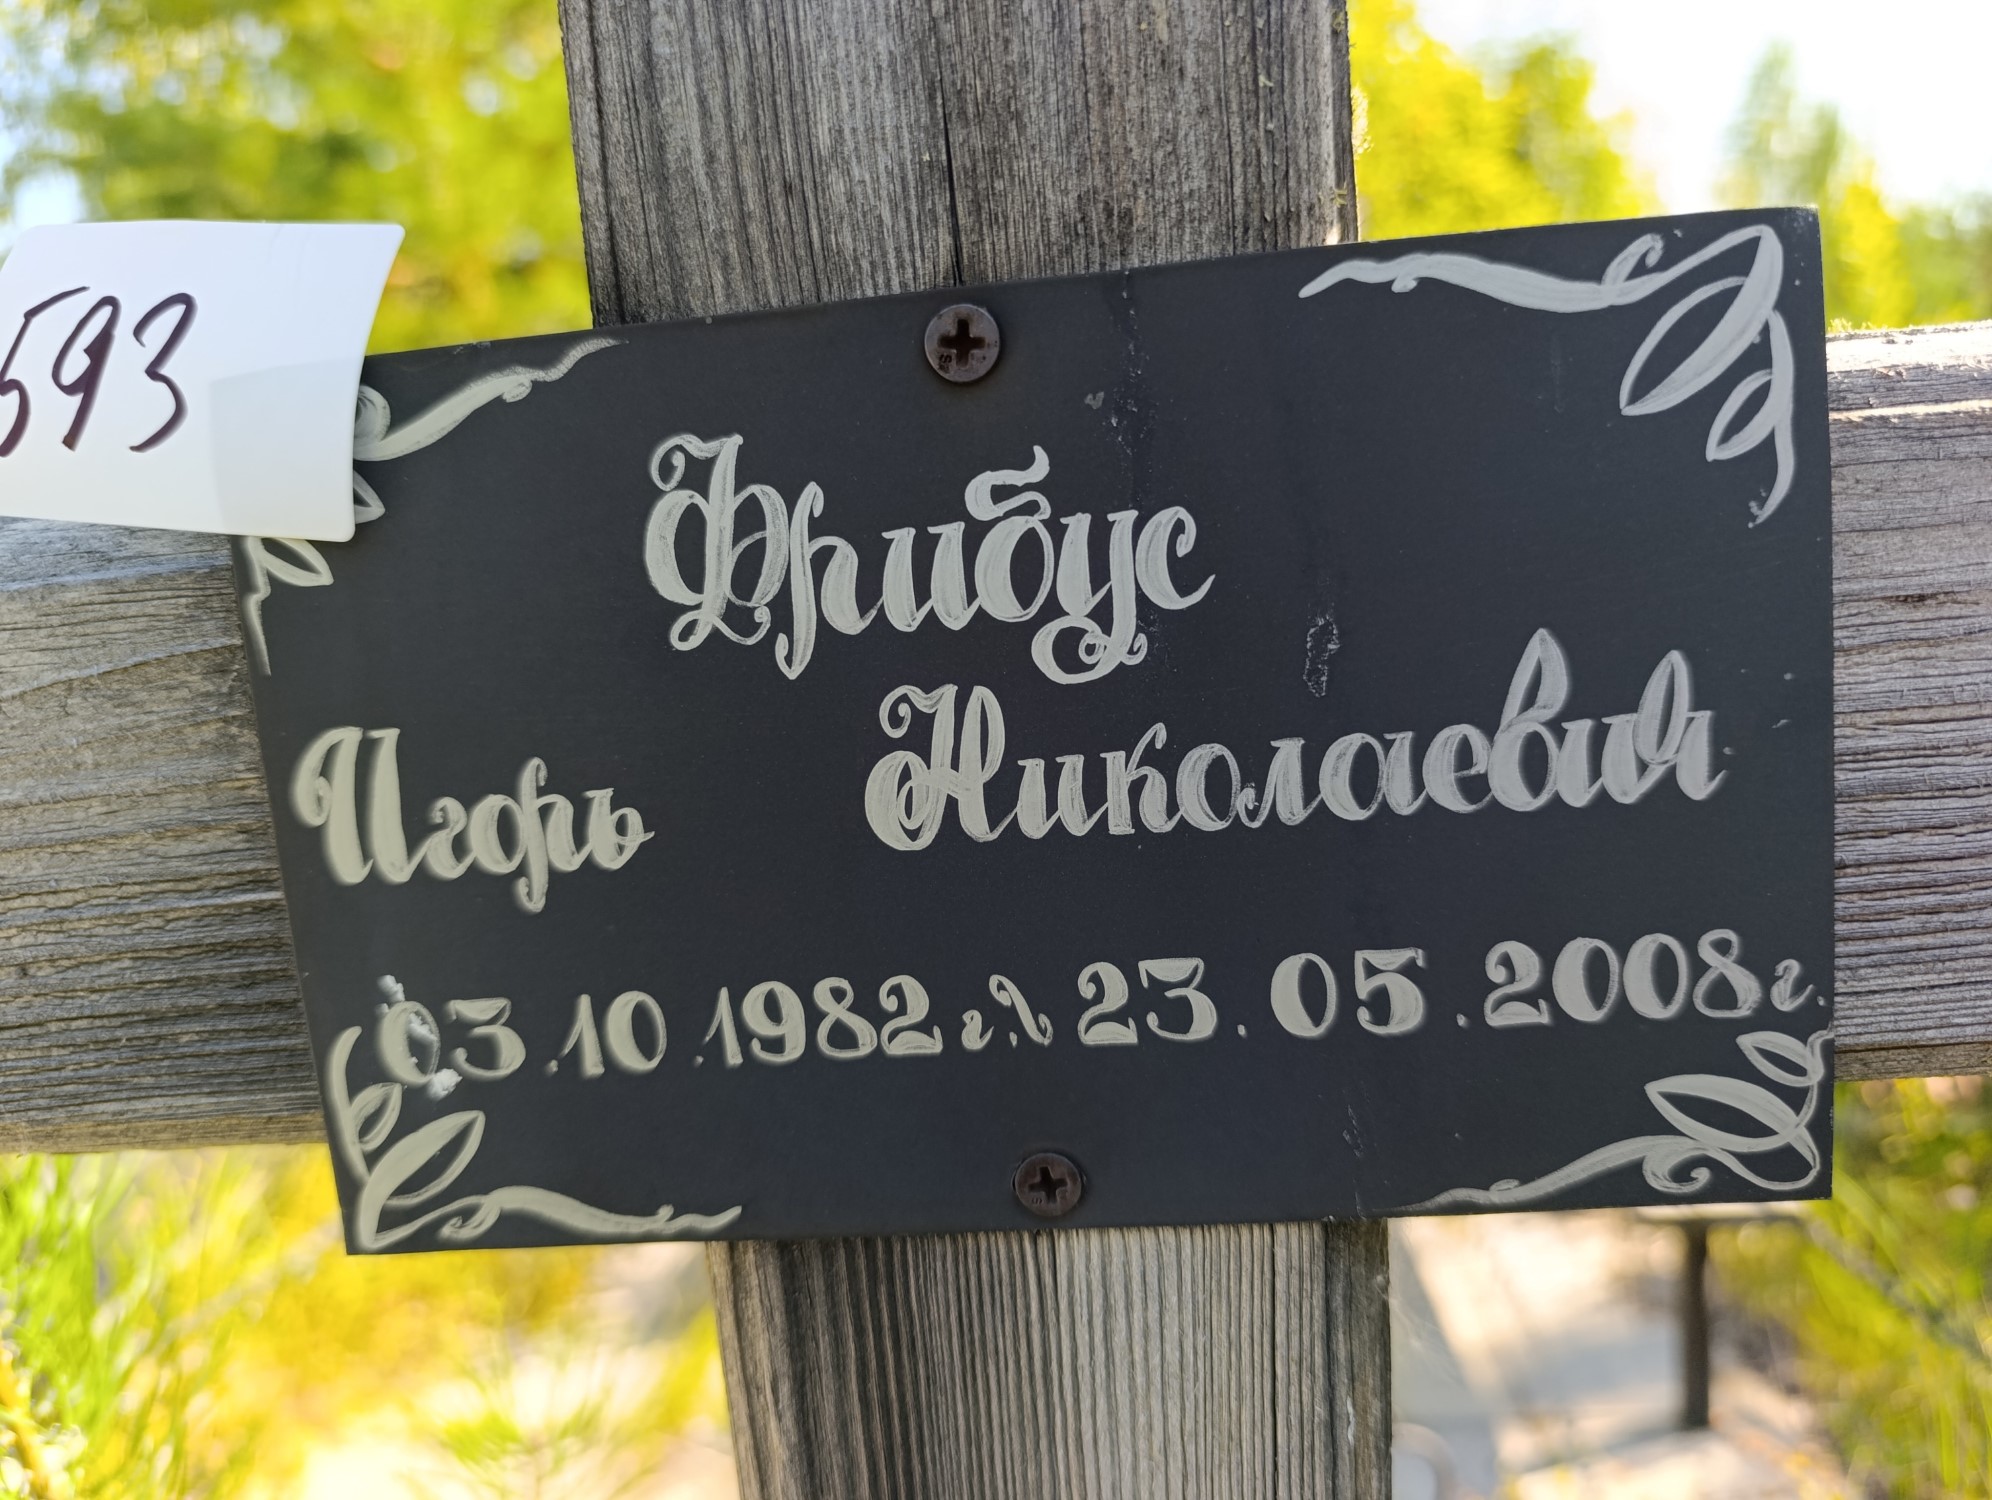 593
Фрибус
Игорь Николаевич
03.10.1982 г. 23.05.2008 г.